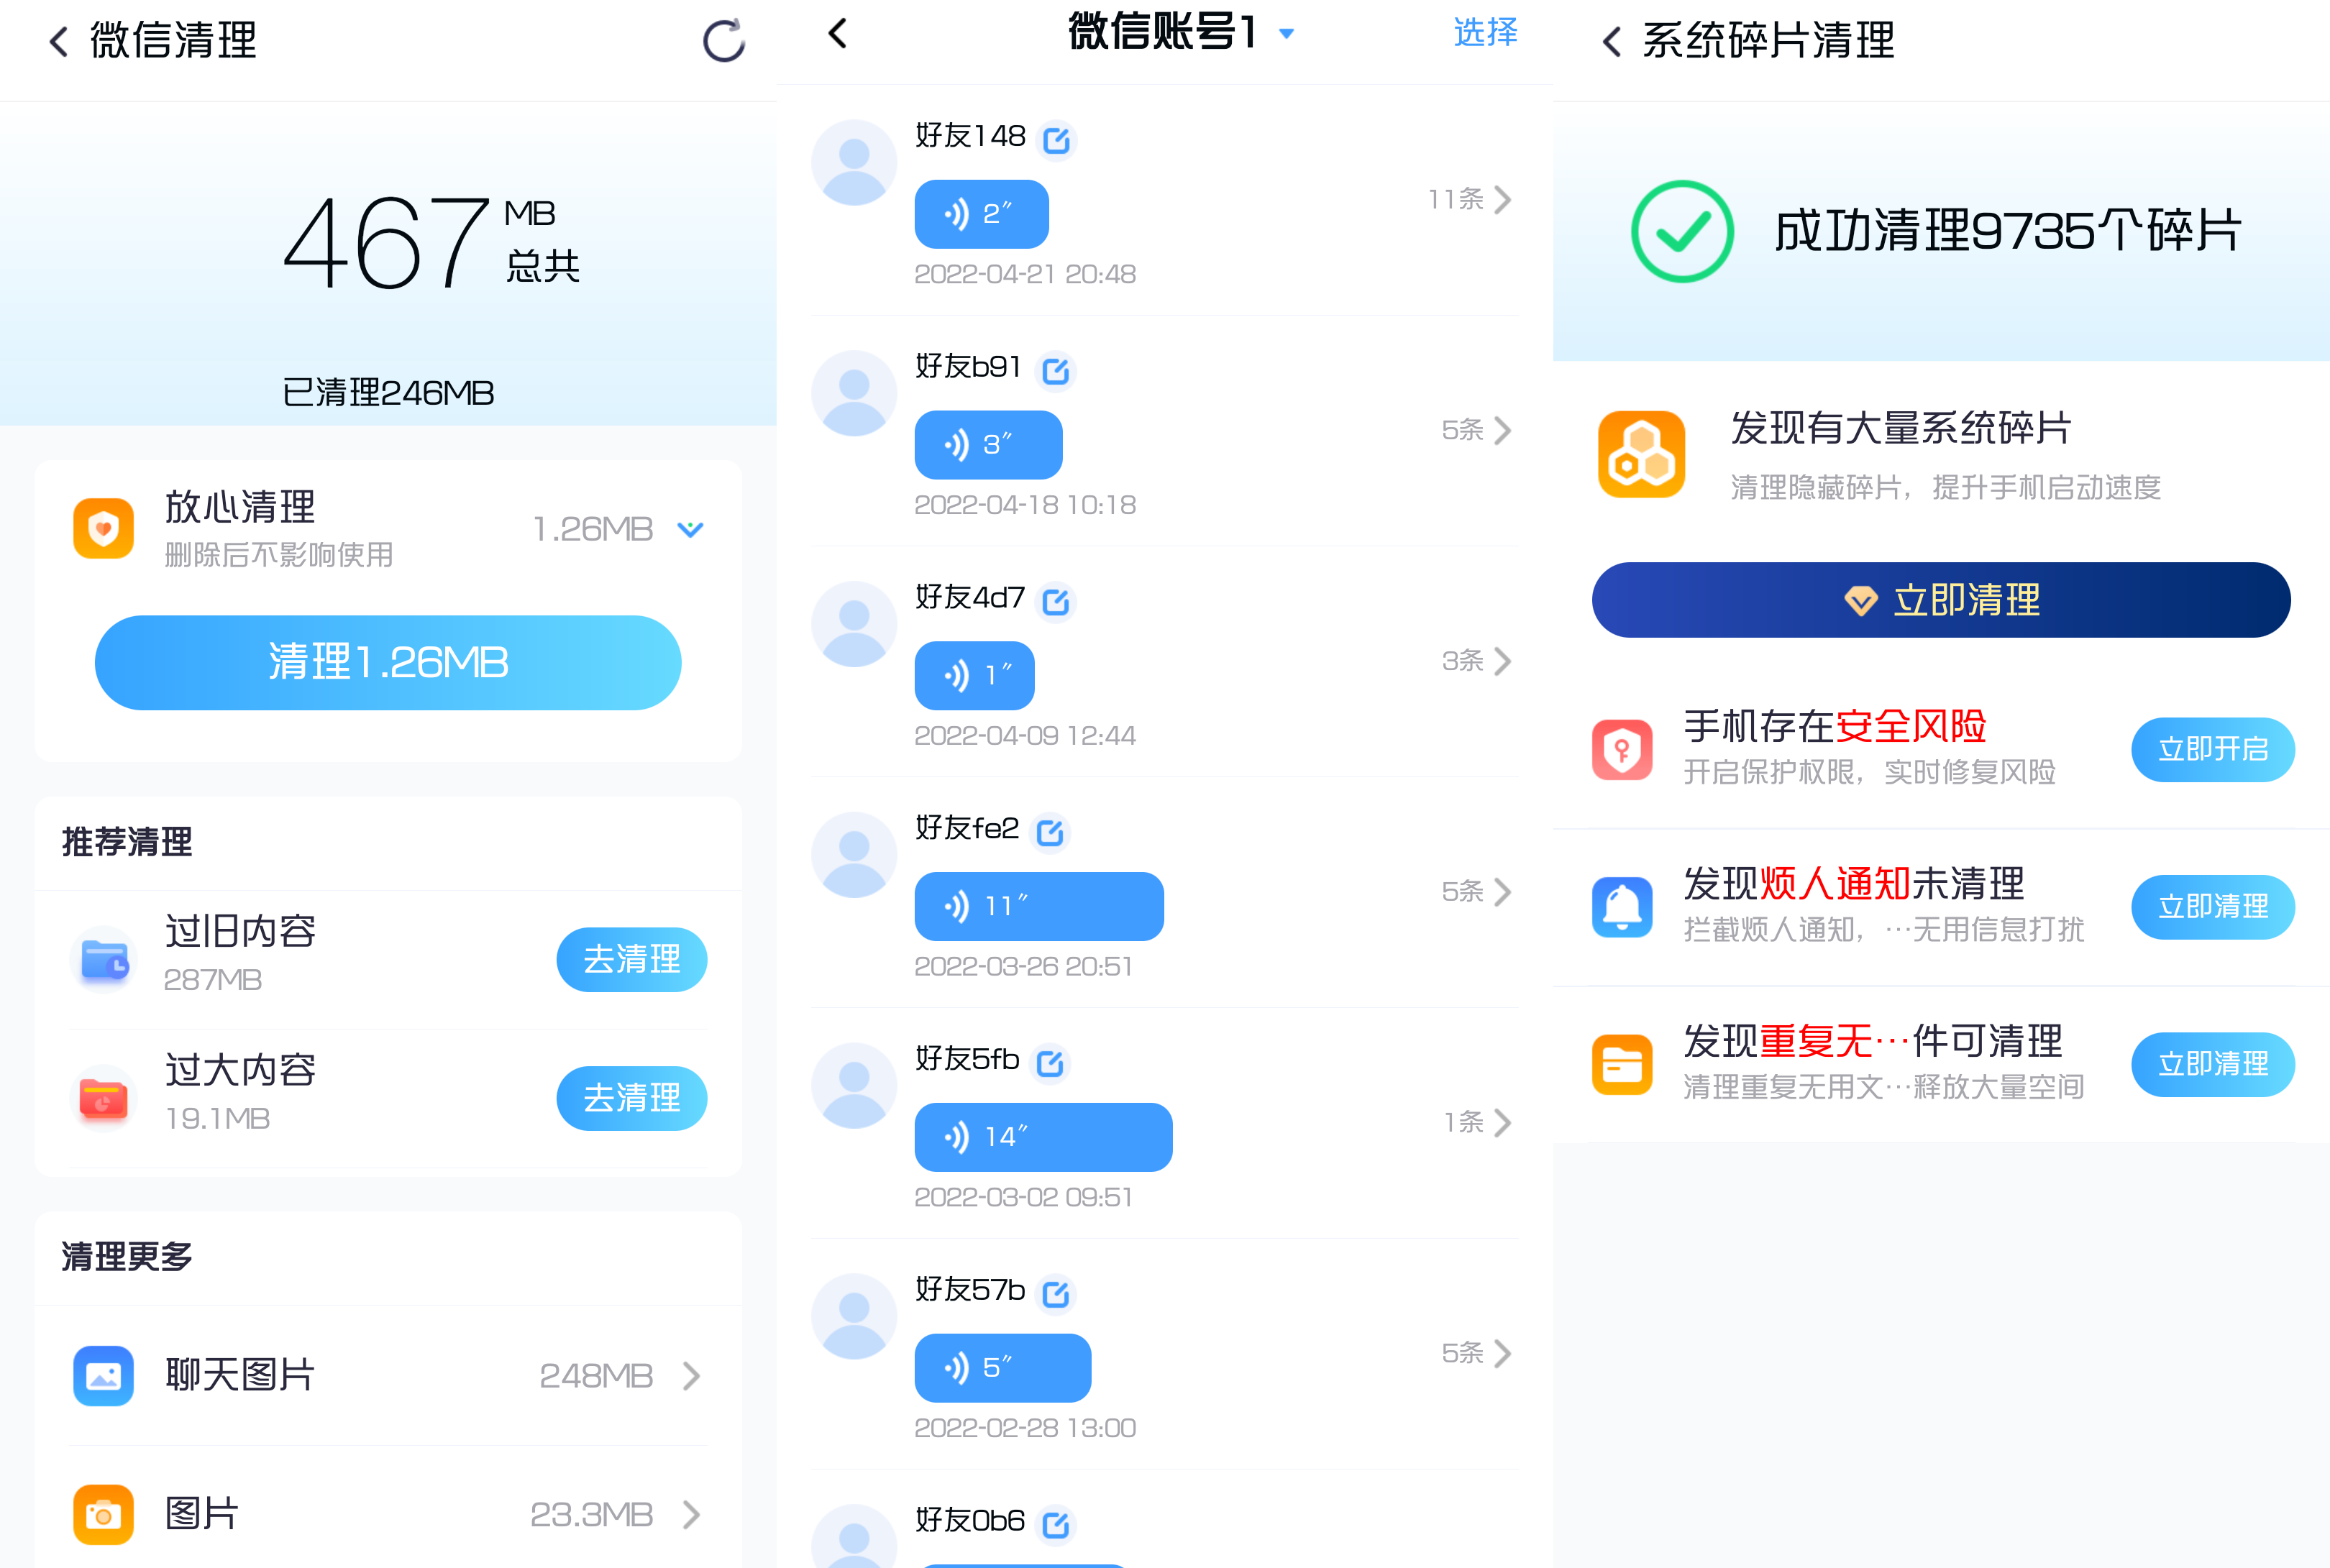 微信清理
467 MB
总共
已清理246MB
放心清理
删除后不影响使用
1.26MB
清理1.26MB
推荐清理
过旧内容
287MB
去清理
过大内容
19.1MB
去清理
清理更多
聊天图片
248MB
图片
23.3MB
微信账号1
选择
好友148
2″
11条
2022-04-21 20:48
好友b91
3″
5条
2022-04-18 10:18
好友4d7
1″
3条
2022-04-09 12:44
好友fe2
11″
5条
2022-03-26 20:51
好友5fb
14″
1条
2022-03-02 09:51
好友57b
5″
5条
2022-02-28 13:00
好友0b6
系统碎片清理
成功清理9735个碎片
发现有大量系统碎片
清理隐藏碎片，提升手机启动速度
立即清理
手机存在安全风险
开启保护权限，实时修复风险
立即开启
发现烦人通知未清理
拦截烦人通知，…无用信息打扰
立即清理
发现重复无…件可清理
清理重复无用文…释放大量空间
立即清理